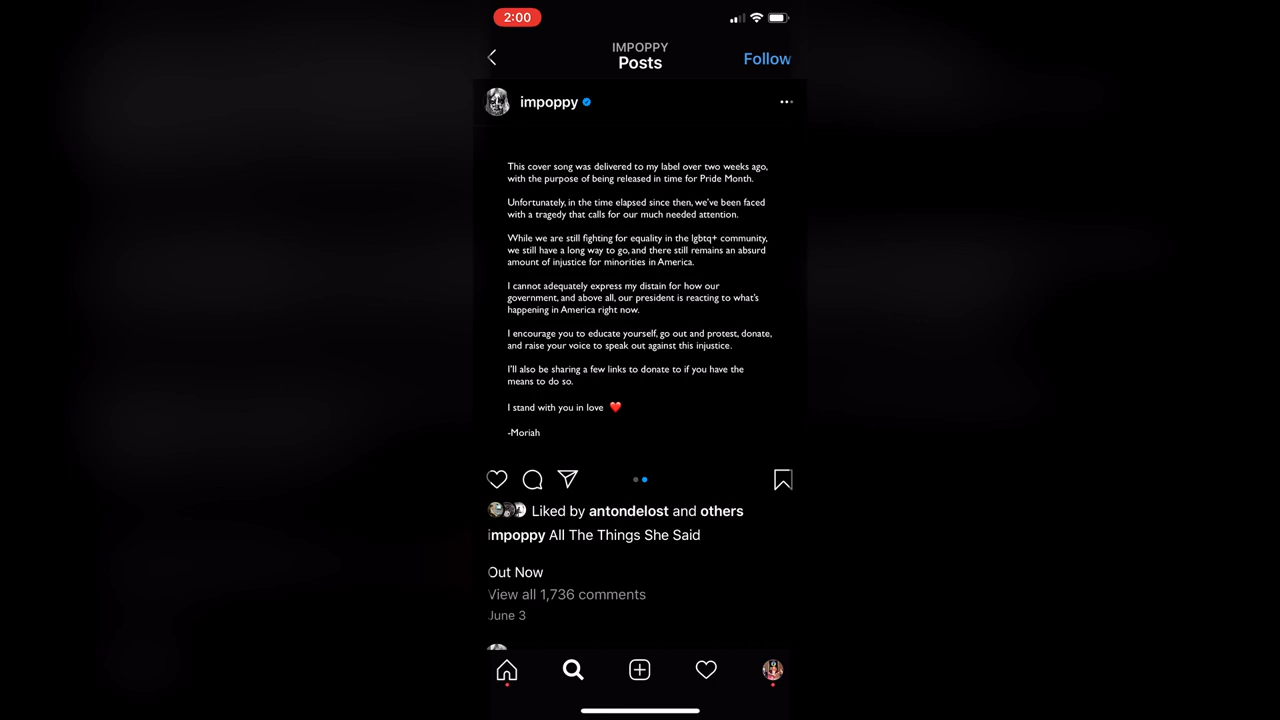 2:00
IMPOPPY
Posts
Follow
impoppy
This cover song was delivered to my label over two weeks ago,
with the purpose of being released in time for Pride Month.
Unfortunately, in the time elapsed since then, we've been faced
with a tragedy that calls for our much needed attention.
While we are still fighting for equality in the lgbtq+ community,
we still have a long way to go, and there still remains an absurd
amount of injustice for minorities in America.
I cannot adequately express my distain for how our
government, and above all, our president is reacting to what's
happening in America right now.
I encourage you to educate yourself, go out and protest, donate,
and raise your voice to speak out against this injustice.
I'll also be sharing a few links to donate to if you have the
means to do so.
I stand with you in love ❤️
-Moriah
Liked by antondelost and others
impoppy All The Things She Said
Out Now
View all 1,736 comments
June 3